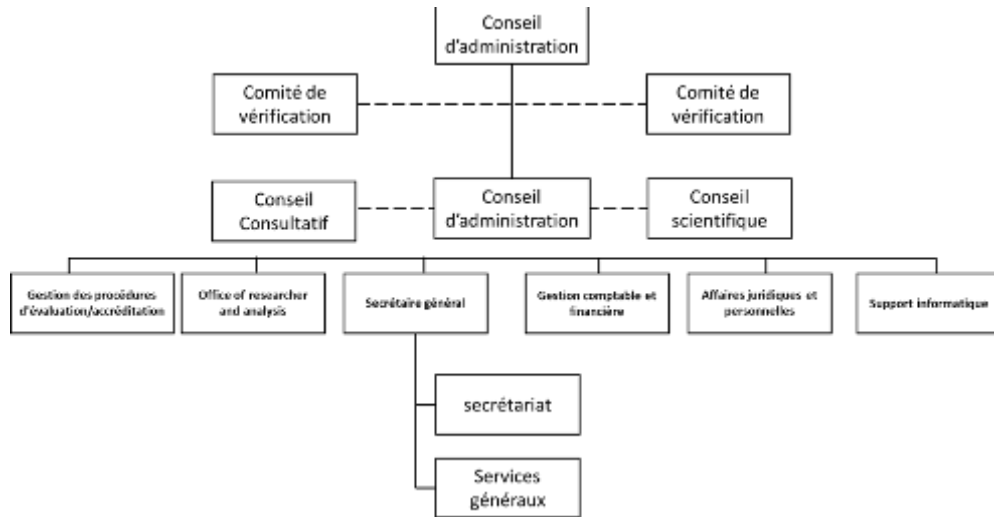 Conseil
d'administration
Comité de
vérification
Comité de
vérification
Conseil
Consultatif
Conseil
d'administration
Conseil
scientifique
Gestion des procédures
d'évaluation/accréditation
Office of researcher
and analysis
Secrétaire général
Gestion comptable et
financière
Affaires juridiques et
personnelles
Support informatique
secrétariat
Services
généraux